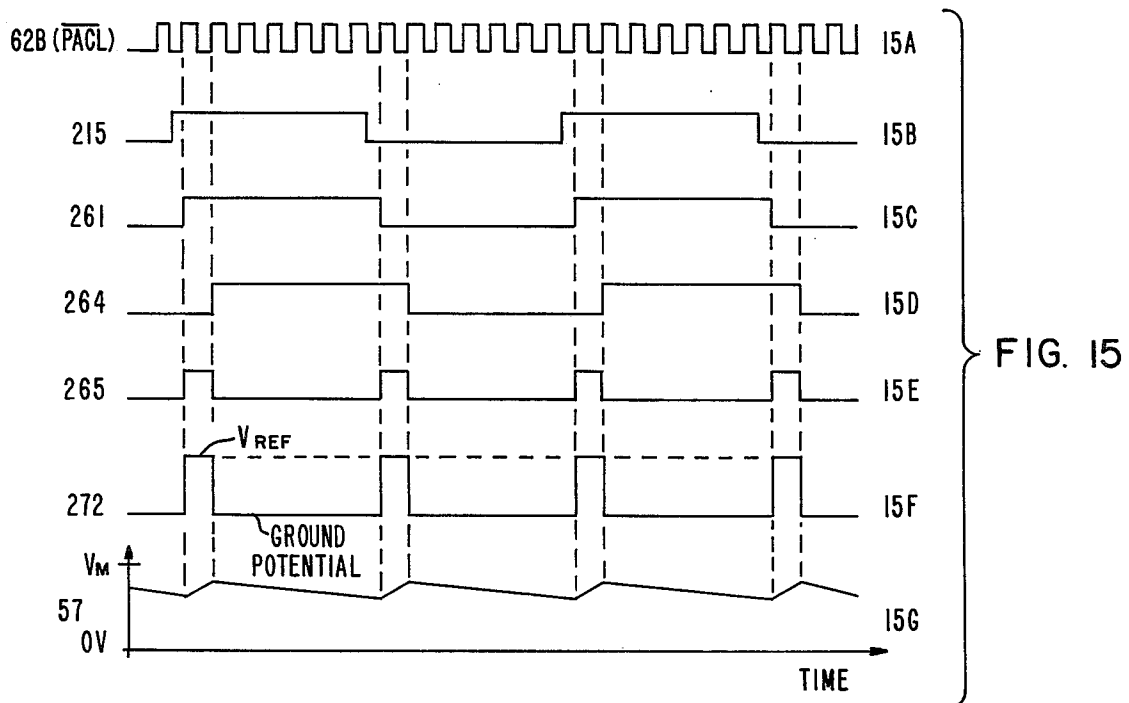 62B (PACL) 15A
215 15B
261 15C
264 15D
265 15E
FIG. 15
VREF
272 15F
GROUND
POTENTIAL
VM
57 15G
0V
TIME